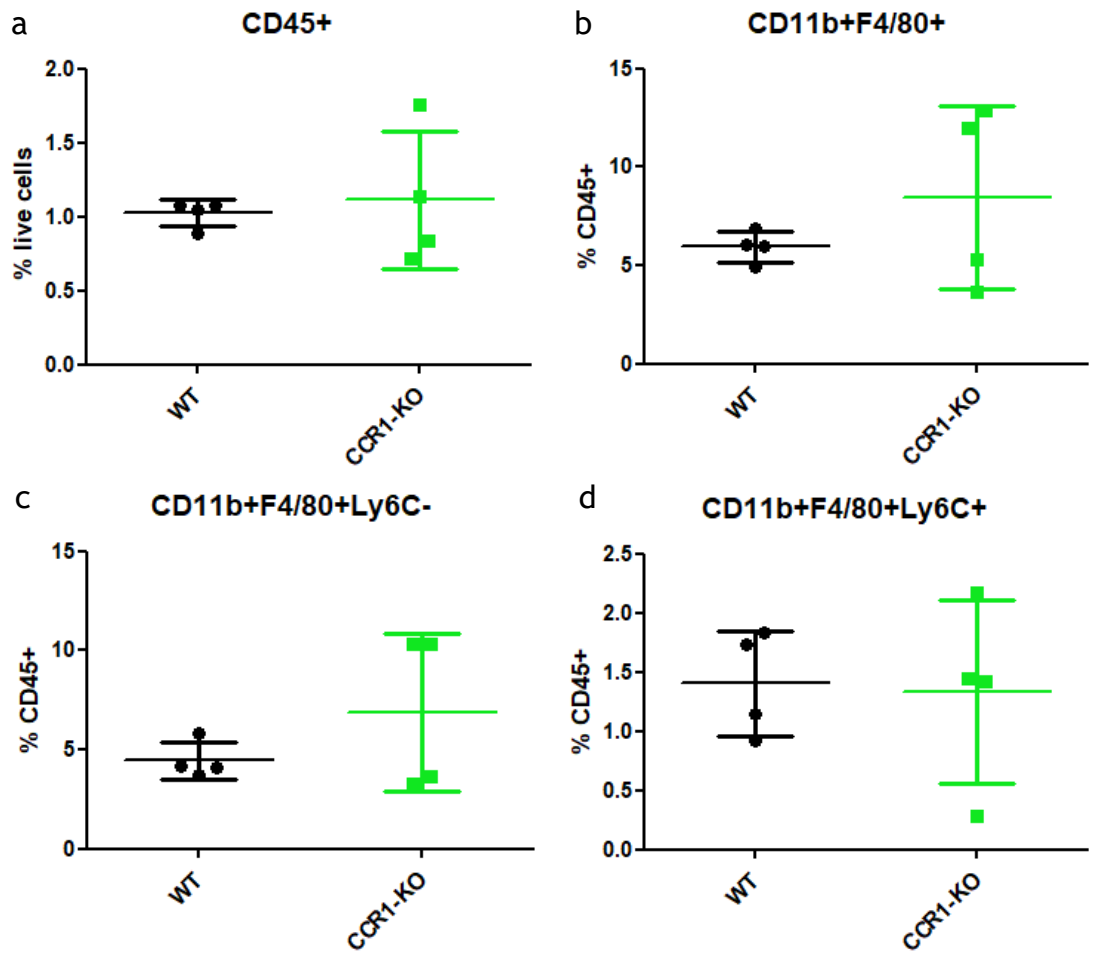 a
CD45+
% live cells
2.0
1.5
1.0
0.5
0.0
WT
CCR1-KO
b
CD11b+F4/80+
% CD45+
15
10
5
0
WT
CCR1-KO
c
CD11b+F4/80+Ly6C-
% CD45+
15
10
5
0
WT
CCR1-KO
d
CD11b+F4/80+Ly6C+
% CD45+
2.5
2.0
1.5
1.0
0.5
0.0
WT
CCR1-KO